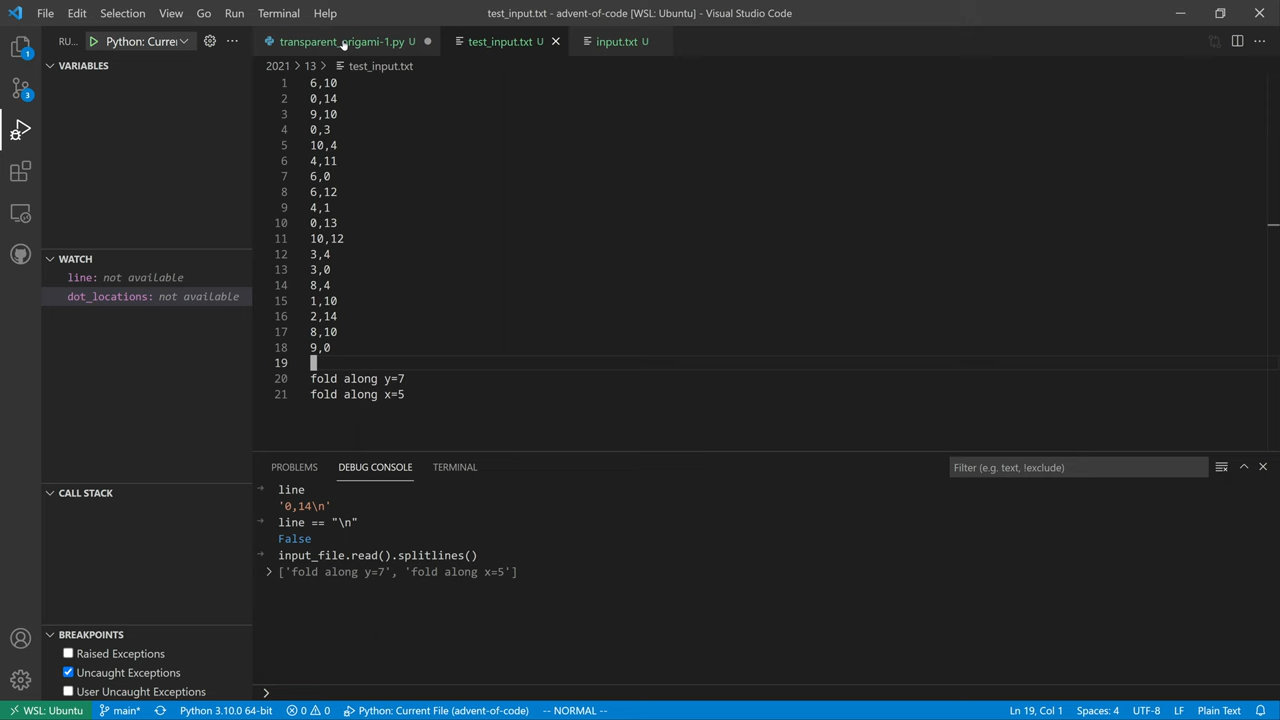 File Edit Selection View Go Run Terminal Help
test_input.txt - advent-of-code [WSL: Ubuntu] - Visual Studio Code
RU... Python: Currei
transparent_origami-1.py U
test_input.txt U
input.txt U
2021 13 test_input.txt
VARIABLES
1 6,10
2 0,14
3 9,10
4 0,3
5 10,4
6 4,11
7 6,0
8 6,12
9 4,1
10 0,13
11 10,12
12 3,4
13 3,0
14 8,4
15 1,10
16 2,14
17 8,10
18 9,0
19
20 fold along y=7
21 fold along x=5
WATCH
line: not available
dot_locations: not available
CALL STACK
BREAKPOINTS
Raised Exceptions
Uncaught Exceptions
User Uncaught Exceptions
1
3
PROBLEMS DEBUG CONSOLE TERMINAL
Filter (e.g. text, !exclude)
line
'0,14\n'
line == "\n"
False
input_file.read().splitlines()
['fold along y=7', 'fold along x=5']
WSL: Ubuntu main* Python 3.10.0 64-bit 0 0 Python: Current File (advent-of-code) -- NORMAL -- Ln 19, Col 1 Spaces: 4 UTF-8 LF Plain Text